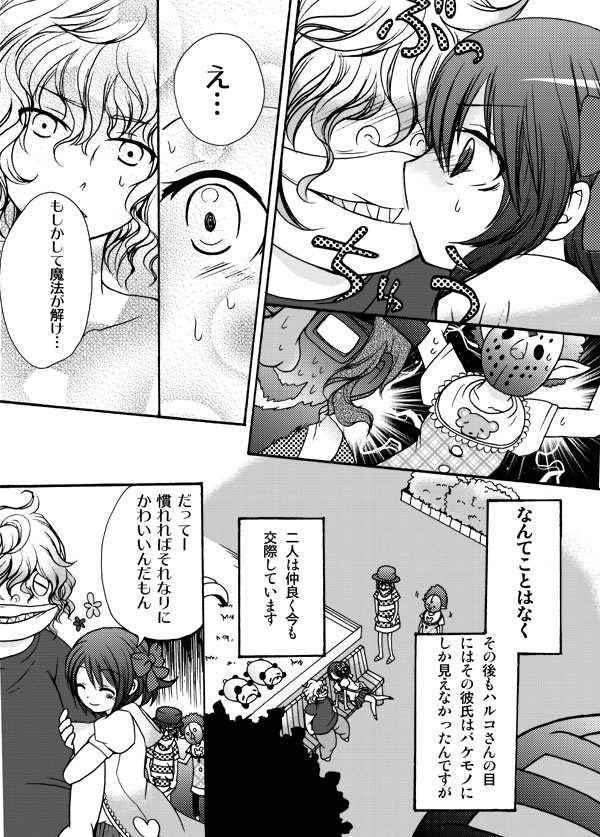 ぶ
ちゅう
え…
もしかして魔法が解け…
なんてことはなく
その後もハルコさんの目
にはその彼氏はバケモノに
しか見えなかったんですが
二人は仲良く今も
交際しています
だってー
慣れればそれなりに
かわいいんだもん